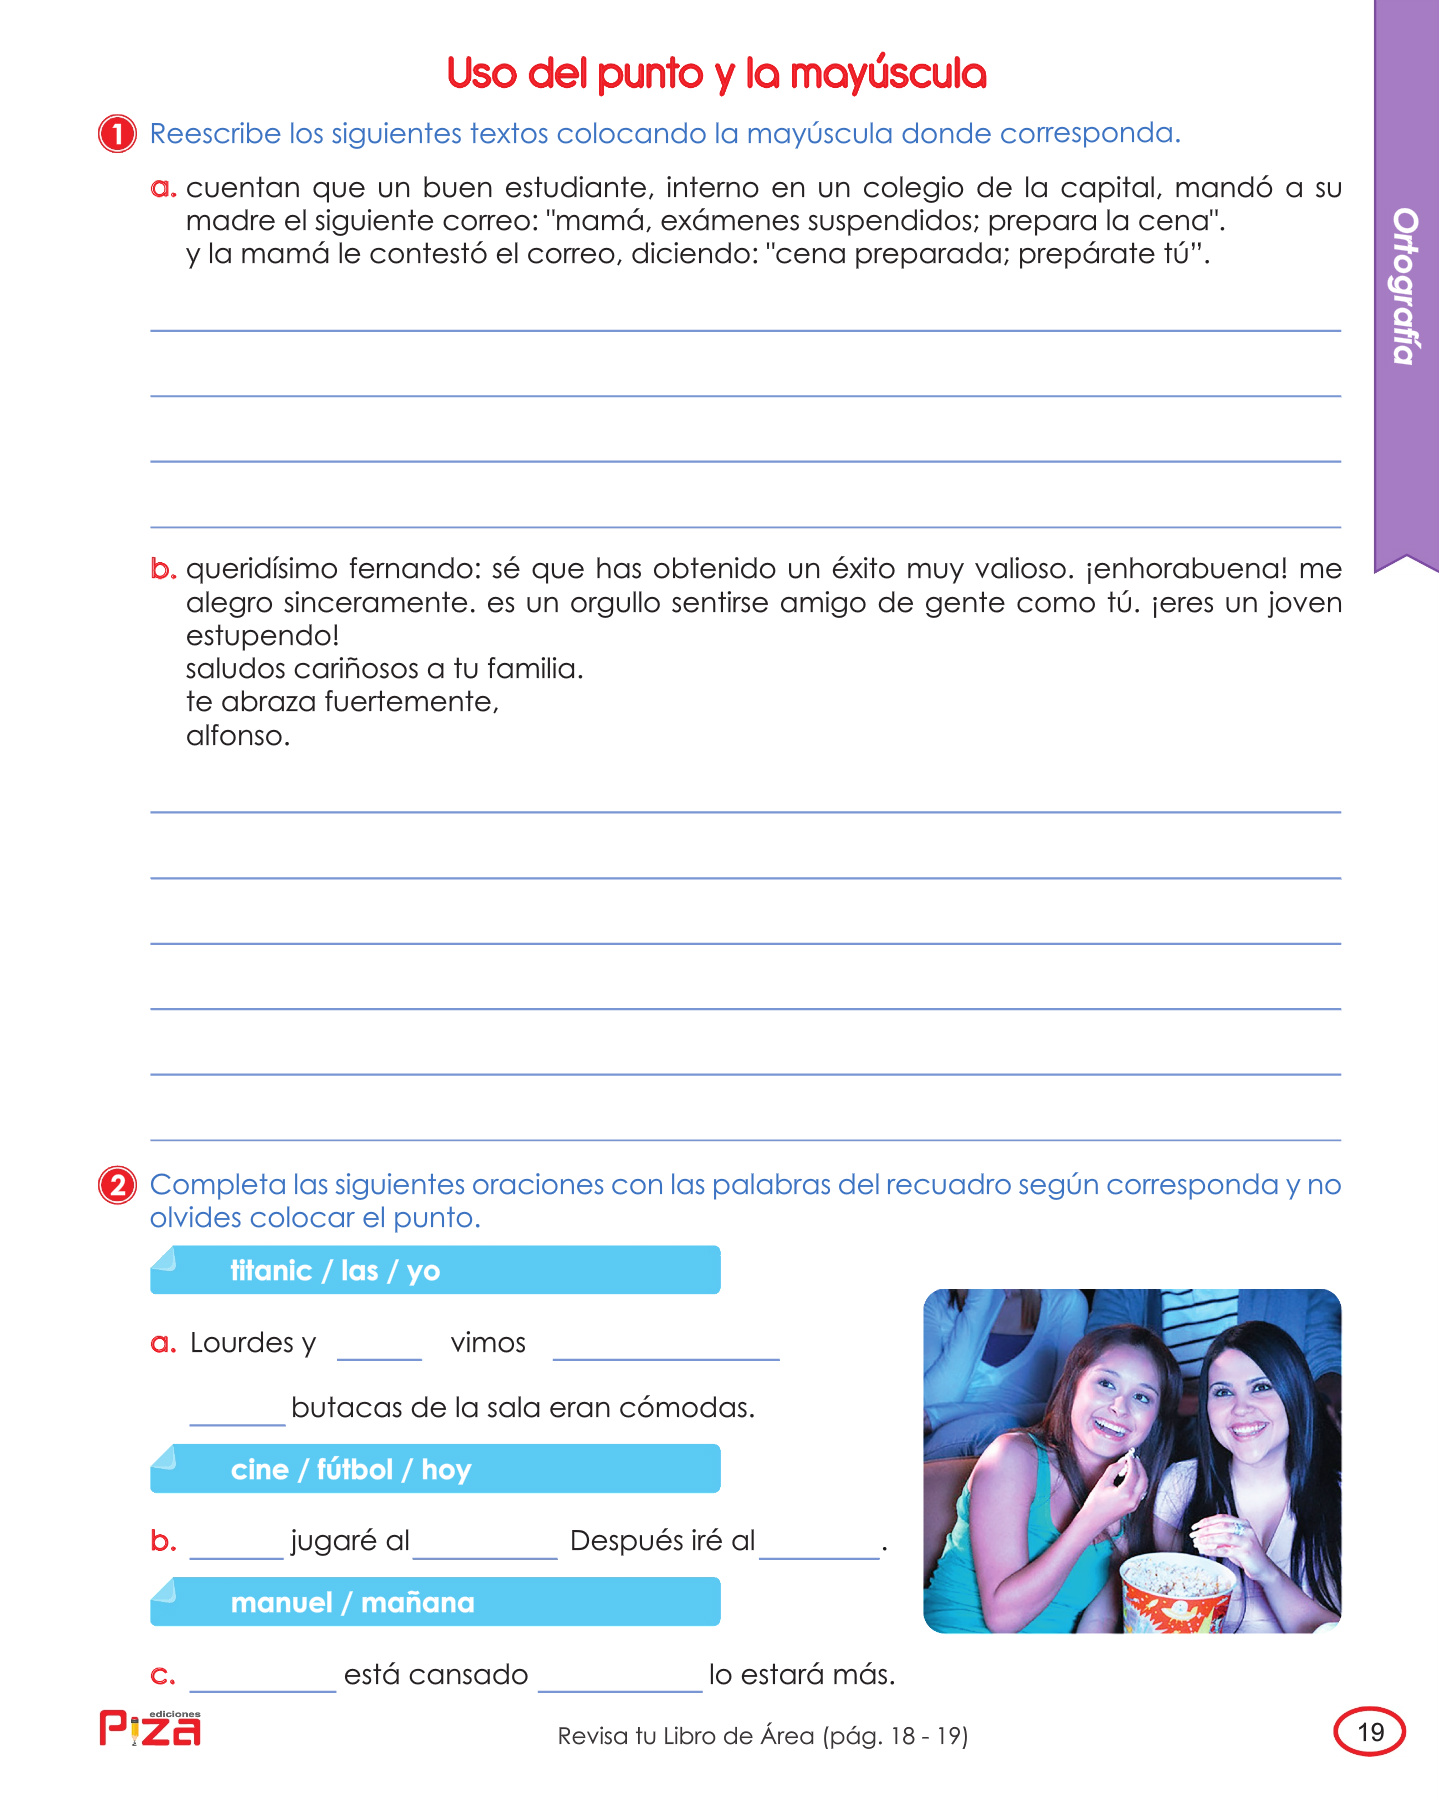 Uso del punto y la mayúscula
1 Reescribe los siguientes textos colocando la mayúscula donde corresponda.
a. cuentan que un buen estudiante, interno en un colegio de la capital, mandó a su
madre el siguiente correo: "mamá, exámenes suspendidos; prepara la cena".
y la mamá le contestó el correo, diciendo: "cena preparada; prepárate tú”.
Ortografía
b. queridísimo fernando: sé que has obtenido un éxito muy valioso. ¡enhorabuena! me
alegro sinceramente. es un orgullo sentirse amigo de gente como tú. ¡eres un joven
estupendo!
saludos cariñosos a tu familia.
te abraza fuertemente,
alfonso.
2 Completa las siguientes oraciones con las palabras del recuadro según corresponda y no
olvides colocar el punto.
titanic / las / yo
a. Lourdes y ______ vimos ______
______ butacas de la sala eran cómodas.
cine / fútbol / hoy
b. ______ jugaré al ______ Después iré al ______.
manuel / mañana
c. ______ está cansado ______ lo estará más.
ediciones
Piza
Revisa tu Libro de Área (pág. 18 - 19)
19